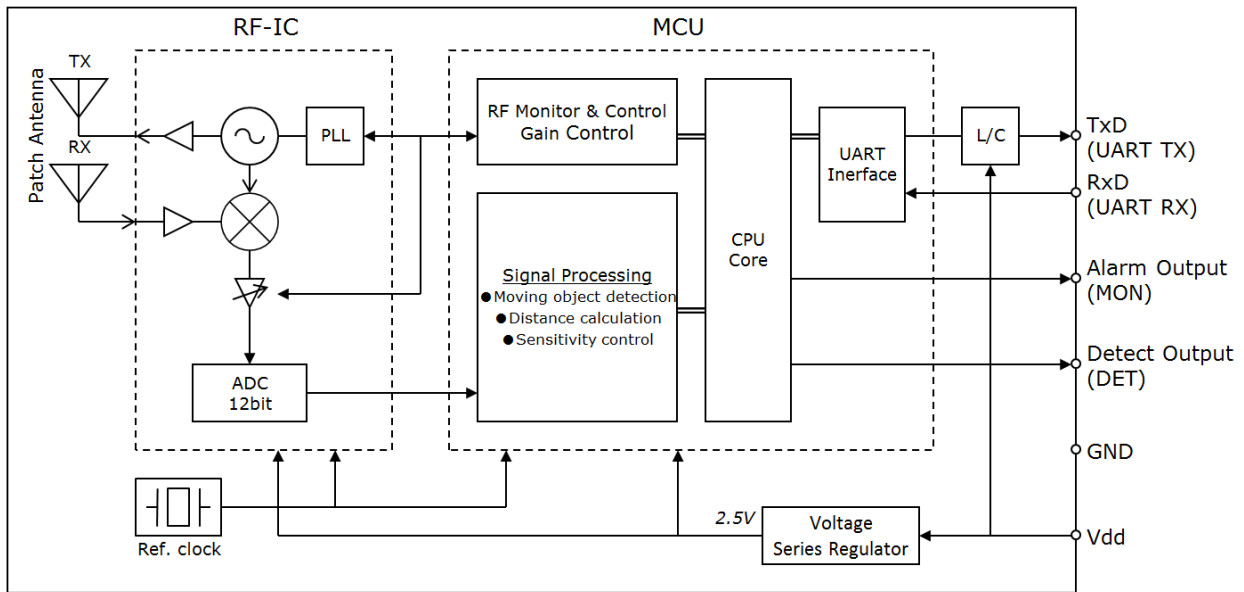 RF-IC
MCU
Patch Antenna
TX
RX
PLL
RF Monitor & Control
Gain Control
UART
Inerface
L/C
TxD
(UART TX)
RxD
(UART RX)
CPU
Core
Signal Processing
●Moving object detection
●Distance calculation
●Sensitivity control
Alarm Output
(MON)
Detect Output
(DET)
ADC
12bit
GND
Ref. clock
2.5V
Voltage
Series Regulator
Vdd